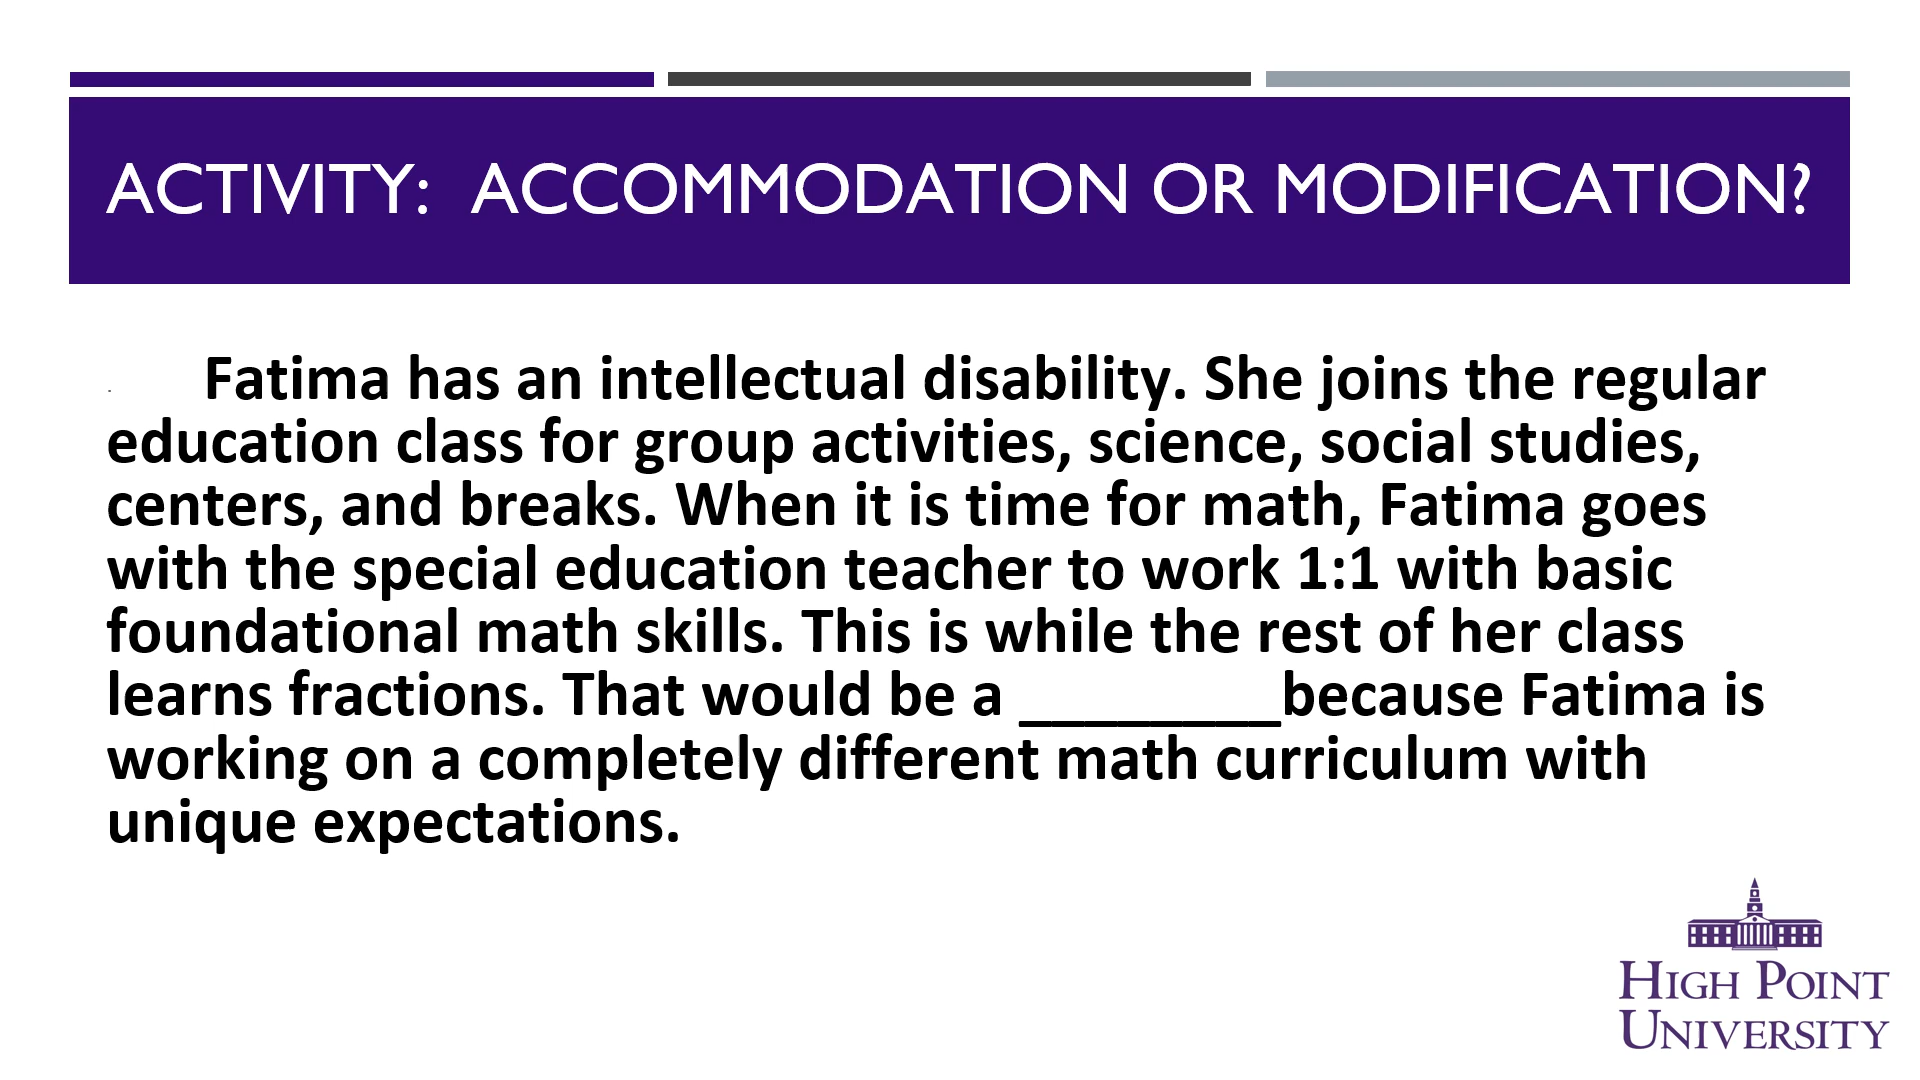 ACTIVITY: ACCOMMODATION OR MODIFICATION?
. Fatima has an intellectual disability. She joins the regular
education class for group activities, science, social studies,
centers, and breaks. When it is time for math, Fatima goes
with the special education teacher to work 1:1 with basic
foundational math skills. This is while the rest of her class
learns fractions. That would be a ________because Fatima is
working on a completely different math curriculum with
unique expectations.
HIGH POINT
UNIVERSITY